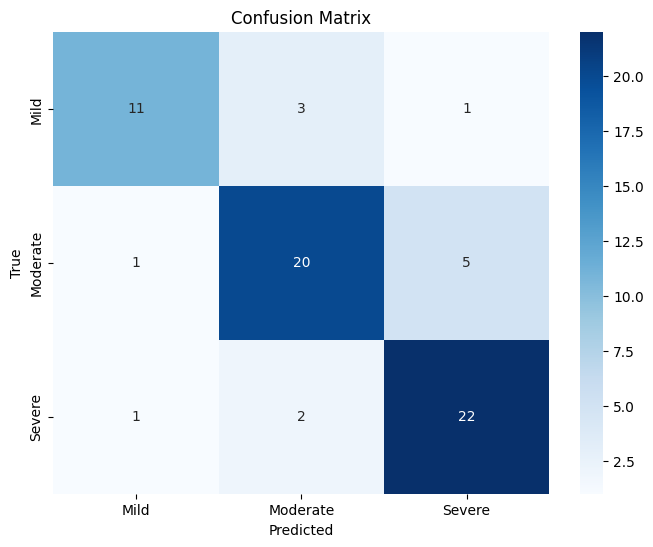 Confusion Matrix
Mild
11
3
1
Moderate
1
20
5
Severe
1
2
22
True
Mild
Moderate
Severe
Predicted
20.0
17.5
15.0
12.5
10.0
7.5
5.0
2.5